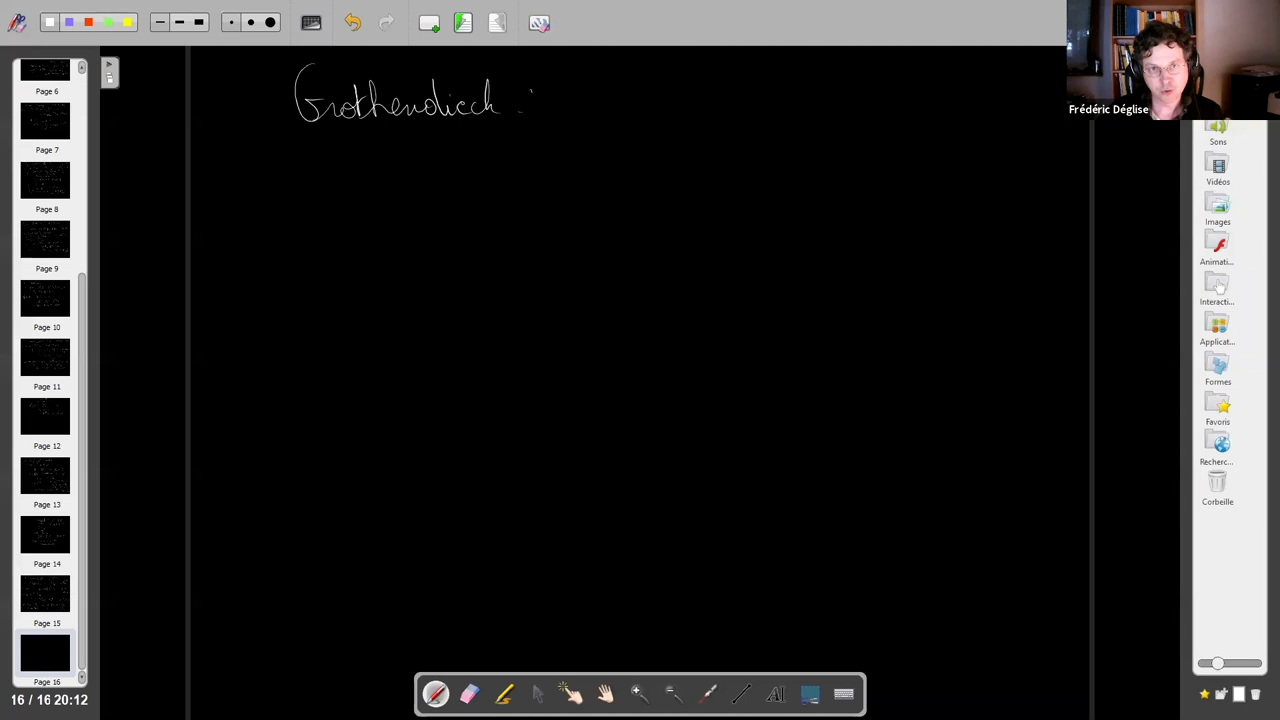 Grothendieck :
Frédéric Déglise
Page 6
Page 7
Page 8
Page 9
Page 10
Page 11
Page 12
Page 13
Page 14
Page 15
Page 16
16 / 16 20:12
Sons
Vidéos
Images
Animati...
Interacti...
Applicat...
Formes
Favoris
Recherc...
Corbeille
AI